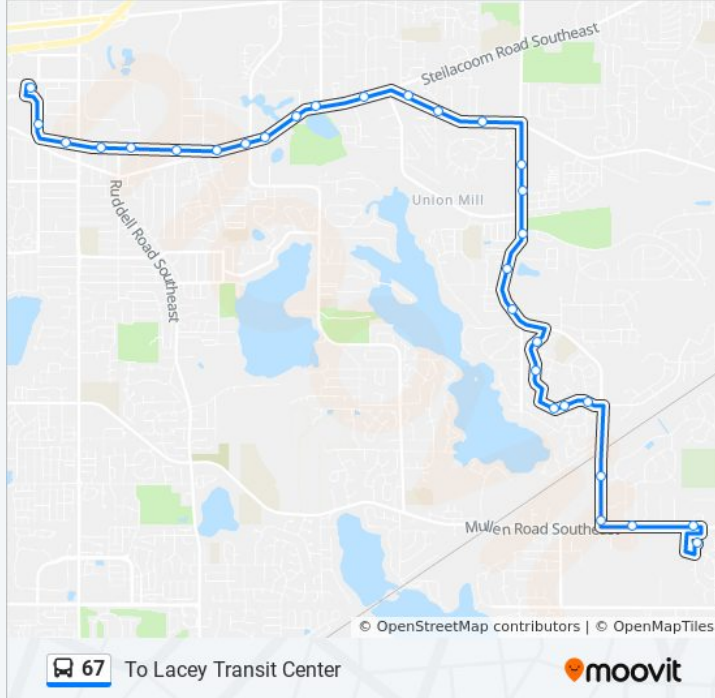 Steilacoom Road Southeast
Union Mill
Ruddell Road Southeast
Mullen Road Southeast
© OpenStreetMap contributors | © OpenMapTiles
67 To Lacey Transit Center
moovit